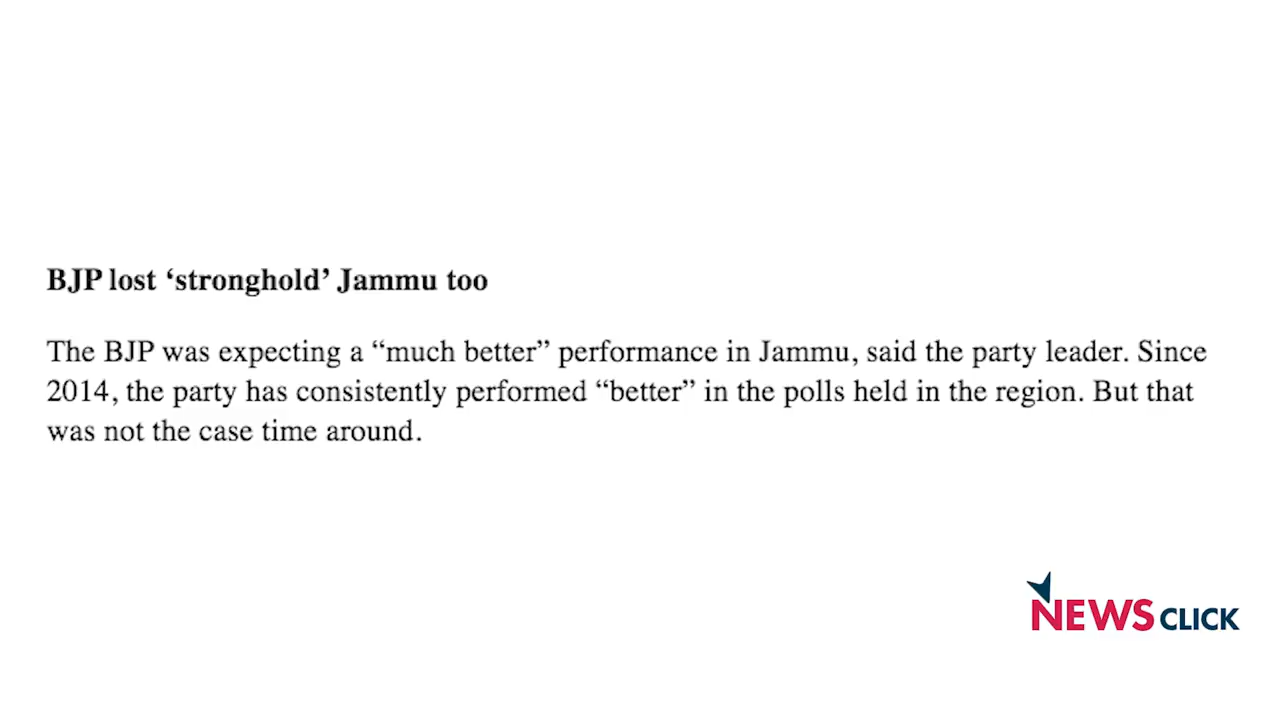 BJP lost ‘stronghold’ Jammu too
The BJP was expecting a “much better” performance in Jammu, said the party leader. Since
2014, the party has consistently performed “better” in the polls held in the region. But that
was not the case time around.
NEWSCLICK